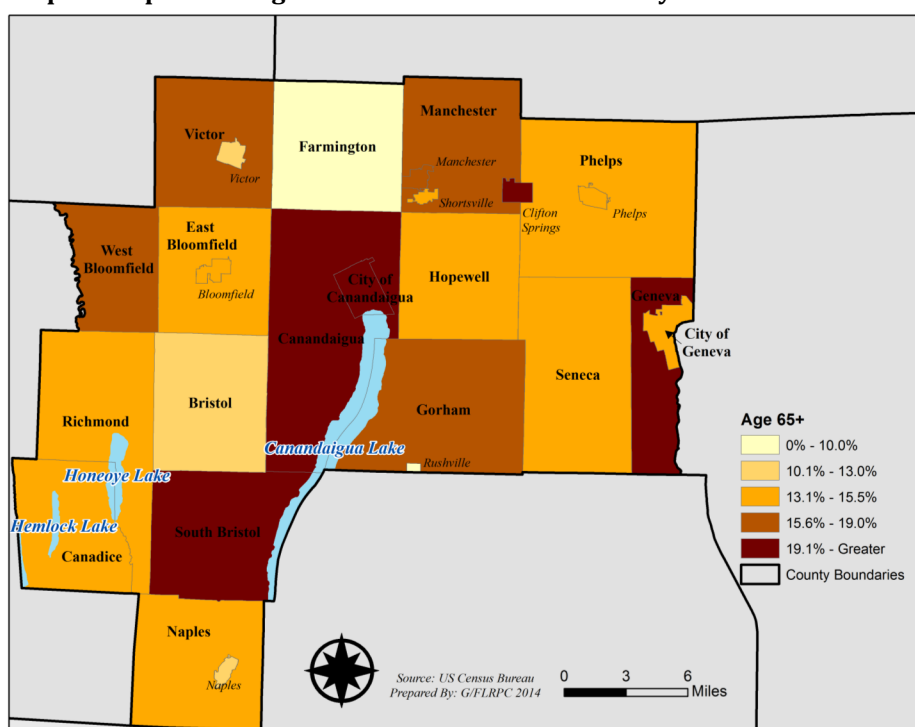 Manchester
Victor
Farmington
Phelps
Manchester
Victor
Shortsville
Clifton
Springs
Phelps
East
Bloomfield
West
Bloomfield
Bloomfield
City of
Canandaigua
Hopewell
Geneva
Canandaigua
City of
Geneva
Seneca
Bristol
Gorham
Richmond
Canandaigua Lake
Rushville
Honeoye Lake
Hemlock Lake
Canadice
South Bristol
Naples
Naples
Age 65+
0% - 10.0%
10.1% - 13.0%
13.1% - 15.5%
15.6% - 19.0%
19.1% - Greater
County Boundaries
Source: US Census Bureau
Prepared By: G/FLRPC 2014
0 3 6
Miles